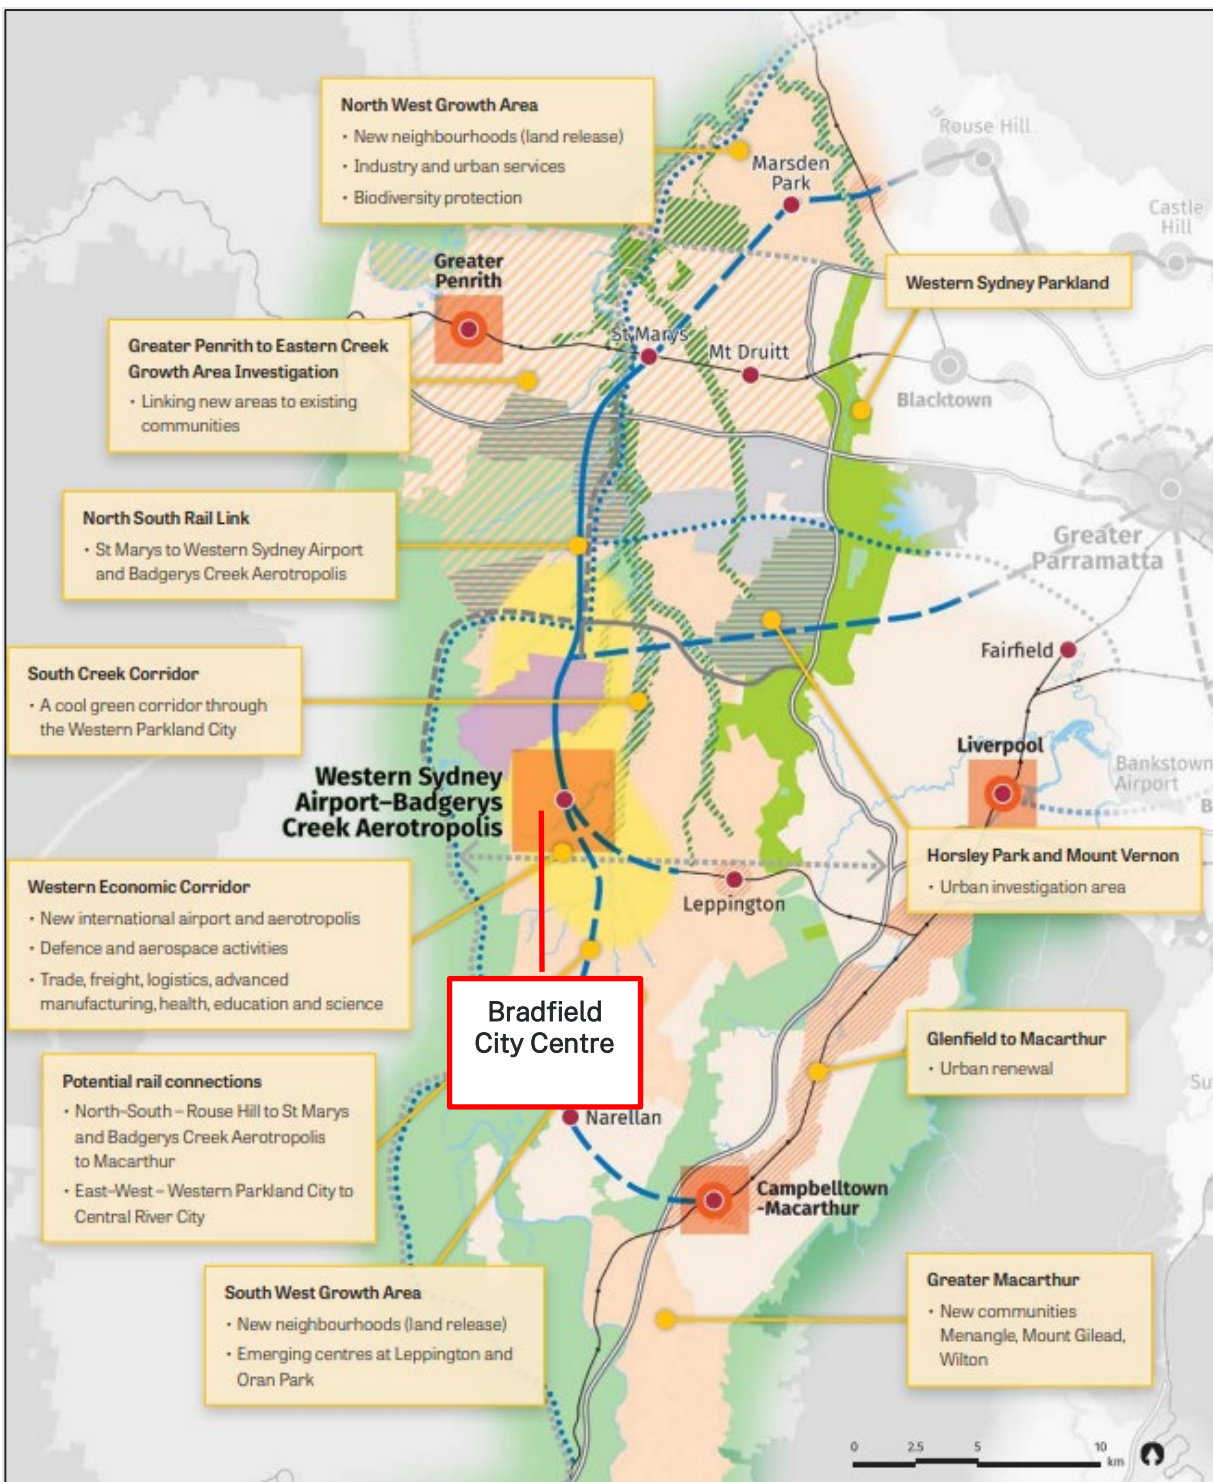 North West Growth Area
· New neighbourhoods (land release)
· Industry and urban services
· Biodiversity protection
Rouse Hill
Marsden
Park
Castle
Hill
Greater
Penrith
Western Sydney Parkland
Greater Penrith to Eastern Creek
Growth Area Investigation
· Linking new areas to existing
communities
St Marys
Mt Druitt
Blacktown
North South Rail Link
· St Marys to Western Sydney Airport
and Badgerys Creek Aerotropolis
Greater
Parramatta
Fairfield
South Creek Corridor
· A cool green corridor through
the Western Parkland City
Liverpool
Bankstown
Airport
Western Sydney
Airport–Badgerys
Creek Aerotropolis
B
Horsley Park and Mount Vernon
· Urban investigation area
Western Economic Corridor
· New international airport and aerotropolis
· Defence and aerospace activities
· Trade, freight, logistics, advanced
manufacturing, health, education and science
Leppington
Bradfield
City Centre
Glenfield to Macarthur
· Urban renewal
Su
Potential rail connections
· North–South – Rouse Hill to St Marys
and Badgerys Creek Aerotropolis
to Macarthur
· East–West – Western Parkland City to
Central River City
Narellan
Campbelltown
-Macarthur
South West Growth Area
· New neighbourhoods (land release)
· Emerging centres at Leppington and
Oran Park
Greater Macarthur
· New communities
Menangle, Mount Gilead,
Wilton
0 2.5 5 10
km